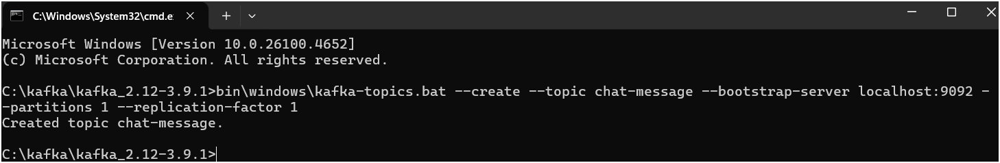 C:\Windows\System32\cmd.e
Microsoft Windows [Version 10.0.26100.4652]
(c) Microsoft Corporation. All rights reserved.
C:\kafka\kafka_2.12-3.9.1>bin\windows\kafka-topics.bat --create --topic chat-message --bootstrap-server localhost:9092 -
-partitions 1 --replication-factor 1
Created topic chat-message.
C:\kafka\kafka_2.12-3.9.1>